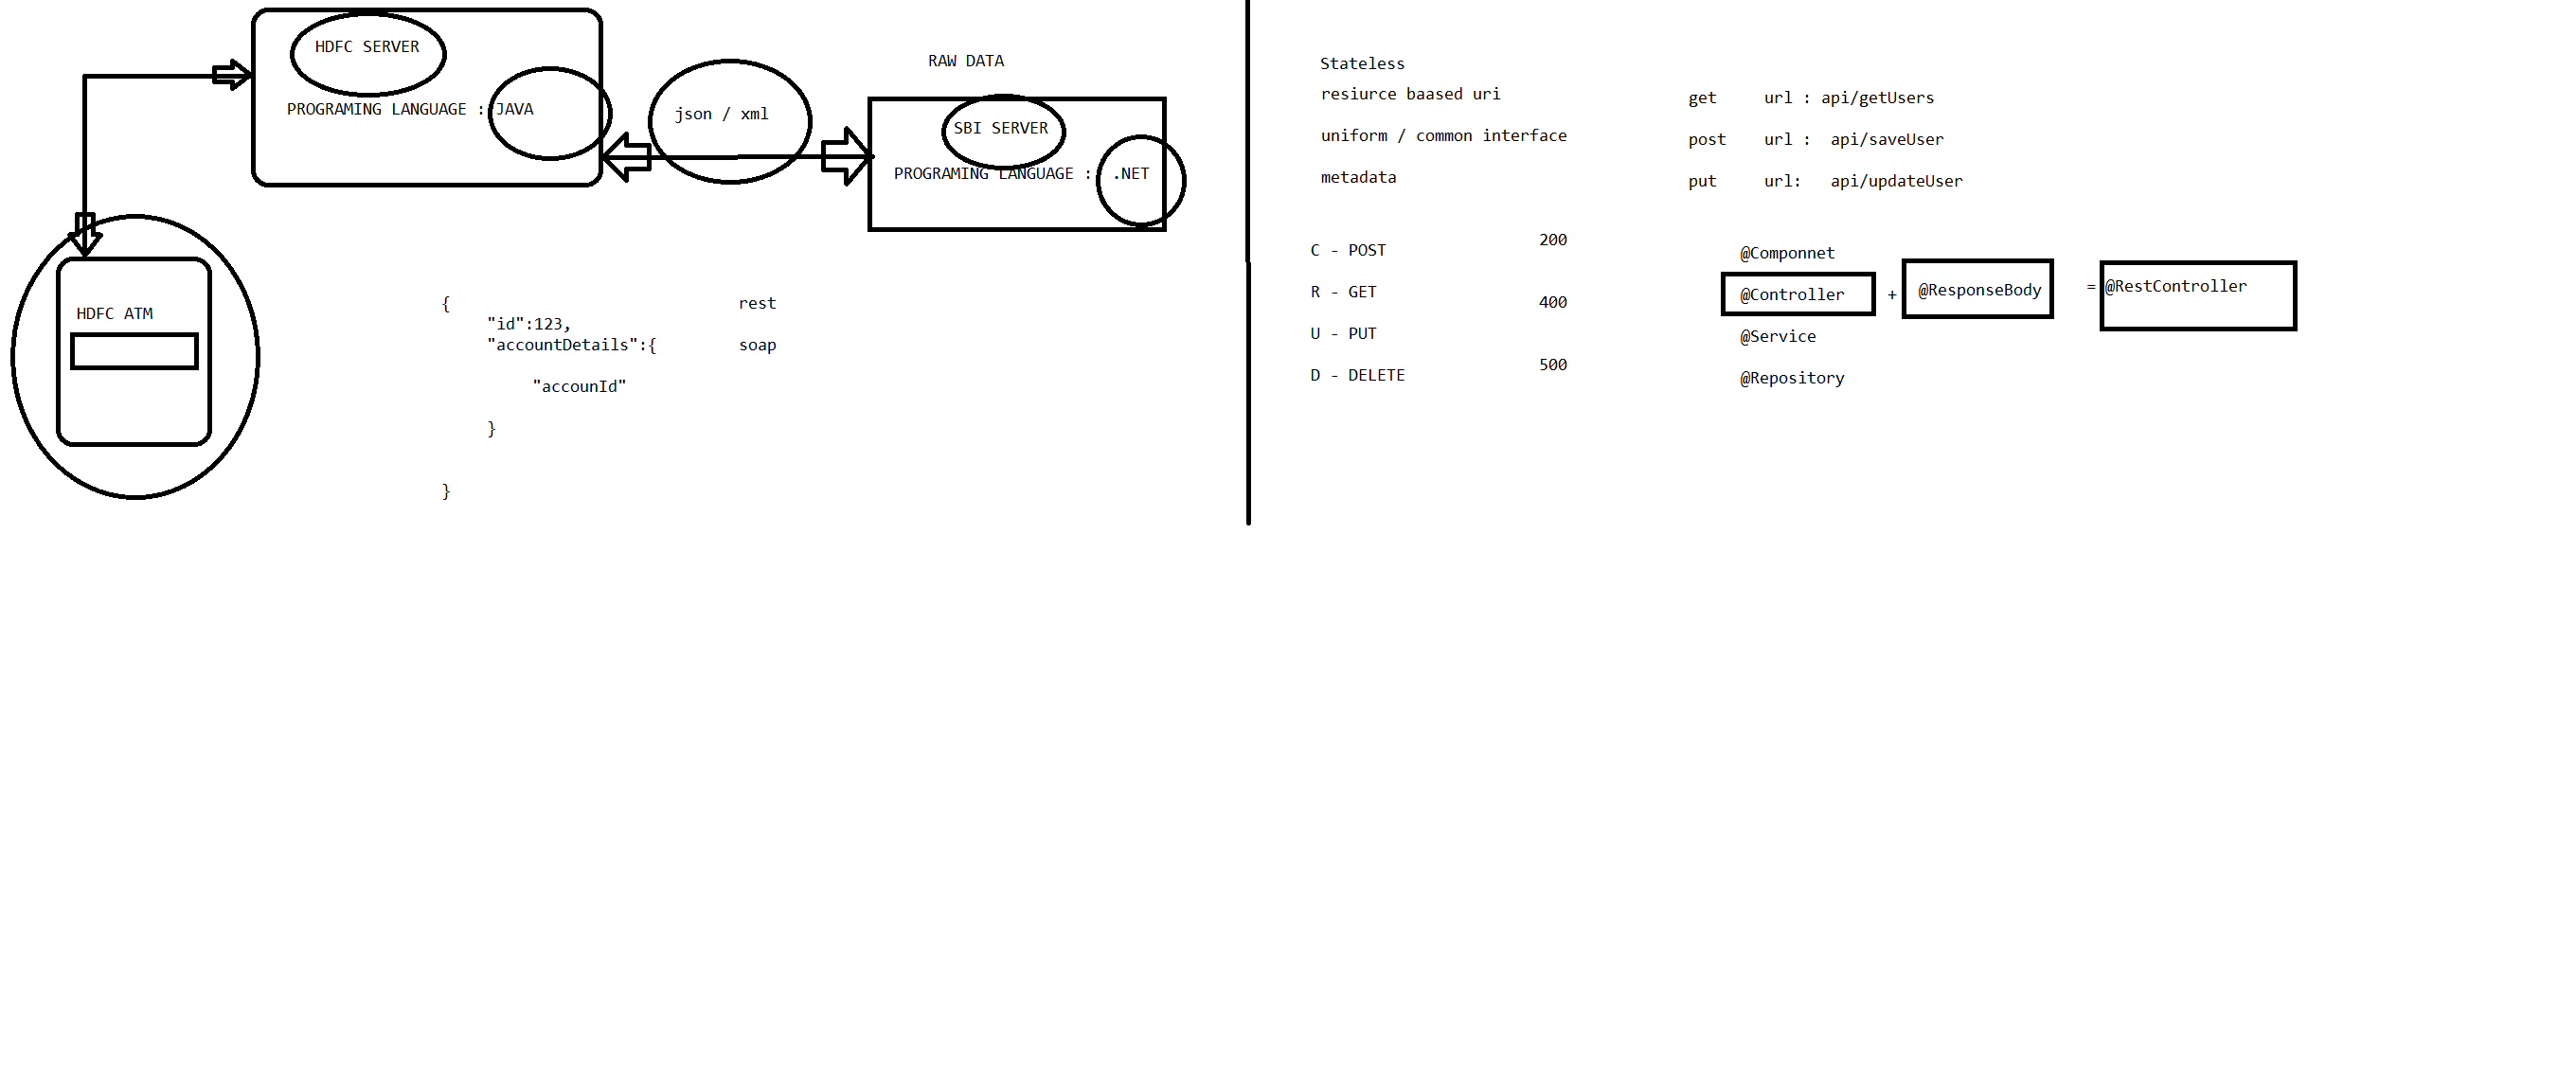 HDFC SERVER
PROGRAMING LANGUAGE : JAVA
json / xml
RAW DATA
SBI SERVER
PROGRAMING LANGUAGE : .NET
HDFC ATM
{
"id":123,
"accountDetails":{
"accounId"
}
}
rest
soap
Stateless
resiurce baased uri
uniform / common interface
metadata
get url : api/getUsers
post url : api/saveUser
put url: api/updateUser
C - POST
R - GET
U - PUT
D - DELETE
200
400
500
@Componnet
@Controller + @ResponseBody = @RestController
@Service
@Repository